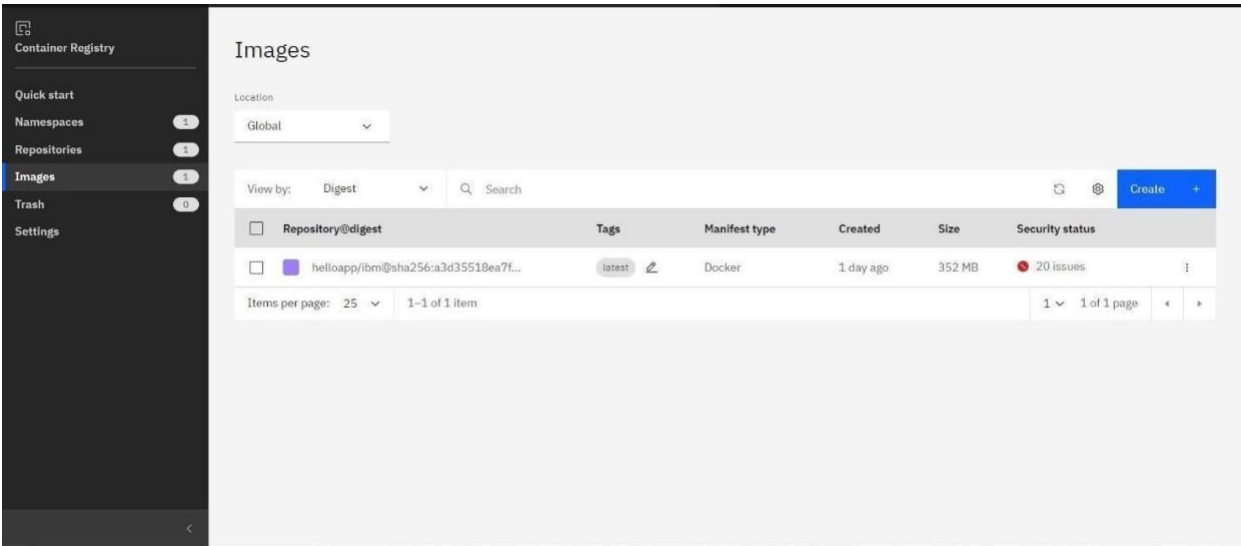 Container Registry
Quick start
Namespaces 1
Repositories 1
Images 1
Trash 0
Settings
Images
Location
Global
View by: Digest Search Create +
Repository@digest Tags Manifest type Created Size Security status
helloapp/ibm@sha256:a3d35518ea7f... latest Docker 1 day ago 352 MB 20 issues
Items per page: 25 1–1 of 1 item 1 1 of 1 page